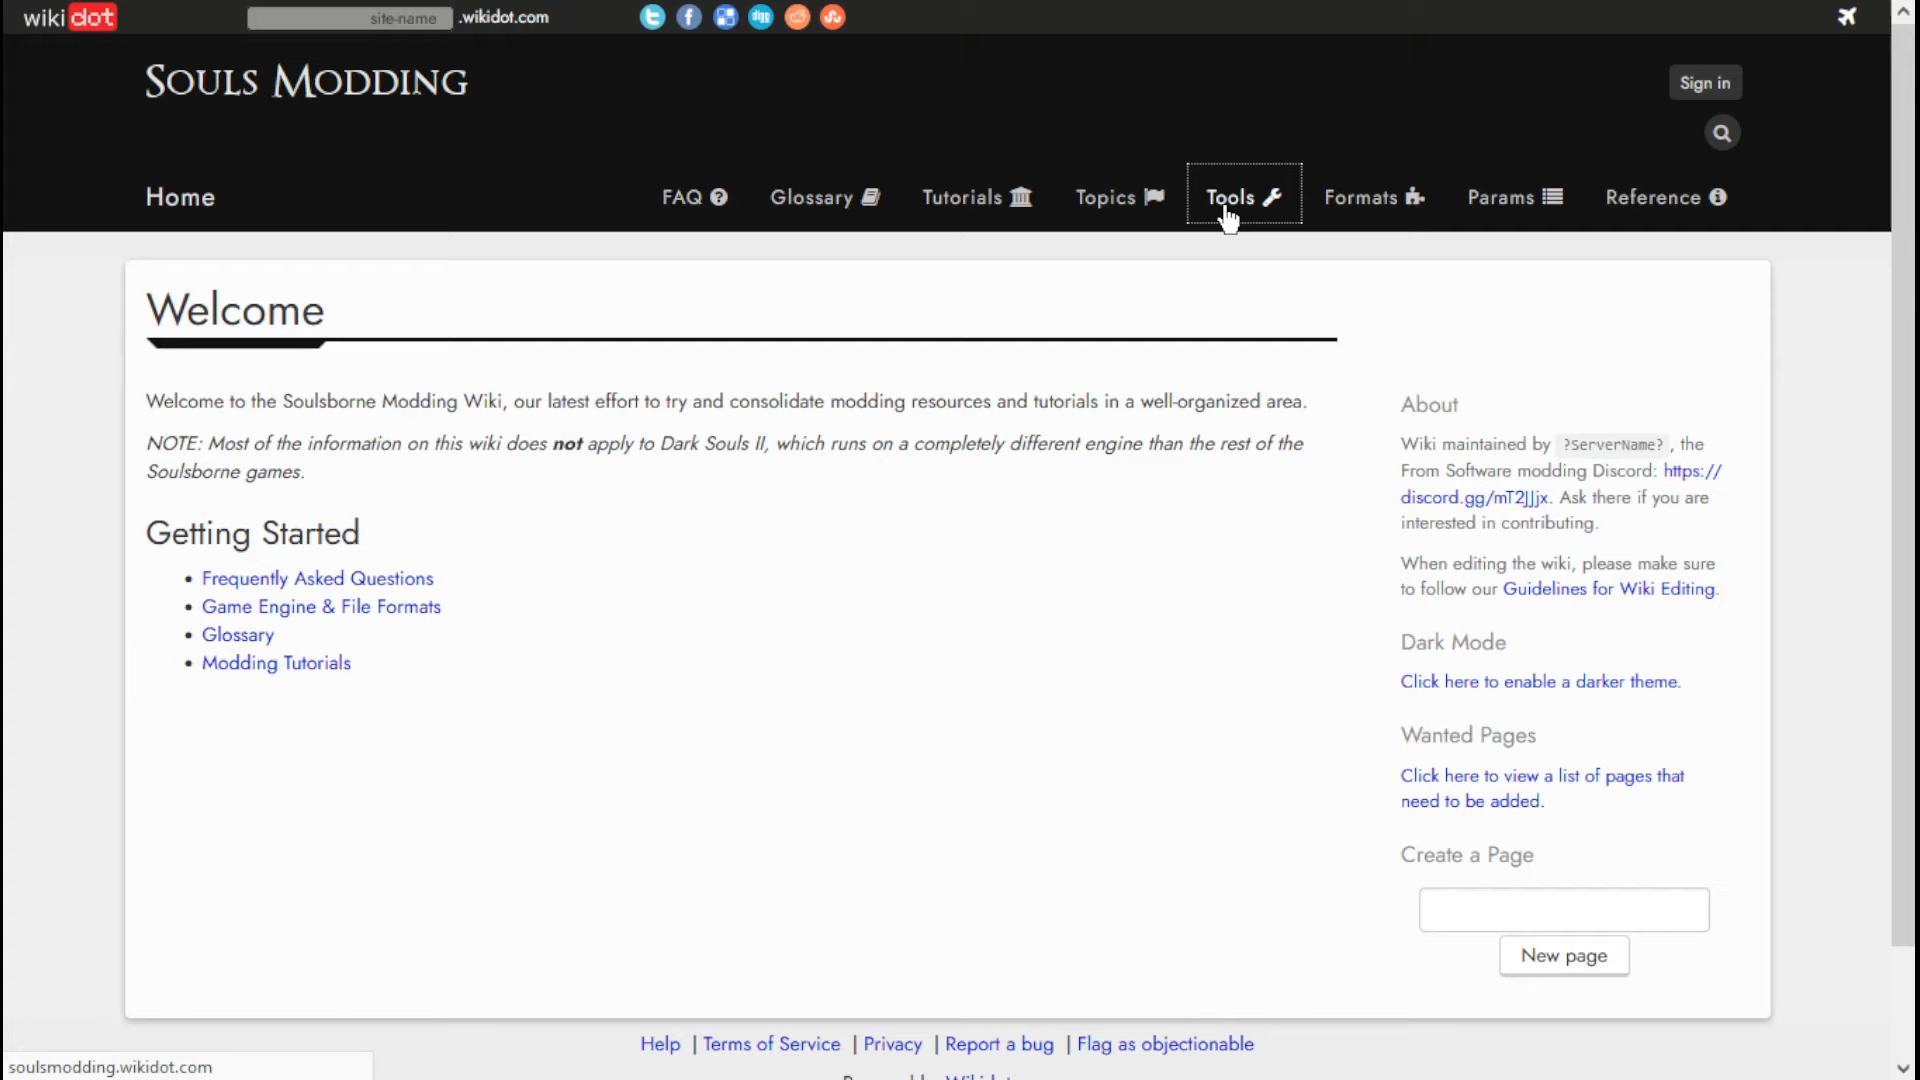 wikidot
site-name .wikidot.com
digg
Souls Modding
Sign in
Home FAQ Glossary Tutorials Topics Tools Formats Params Reference
Welcome
Welcome to the Soulsborne Modding Wiki, our latest effort to try and consolidate modding resources and tutorials in a well-organized area.
NOTE: Most of the information on this wiki does not apply to Dark Souls II, which runs on a completely different engine than the rest of the
Soulsborne games.
Getting Started
• Frequently Asked Questions
• Game Engine & File Formats
• Glossary
• Modding Tutorials
About
Wiki maintained by ?ServerName?, the
From Software modding Discord: https://
discord.gg/mT2JJjx. Ask there if you are
interested in contributing.
When editing the wiki, please make sure
to follow our Guidelines for Wiki Editing.
Dark Mode
Click here to enable a darker theme.
Wanted Pages
Click here to view a list of pages that
need to be added.
Create a Page
New page
Help | Terms of Service | Privacy | Report a bug | Flag as objectionable
Powered by Wikidot
soulsmodding.wikidot.com